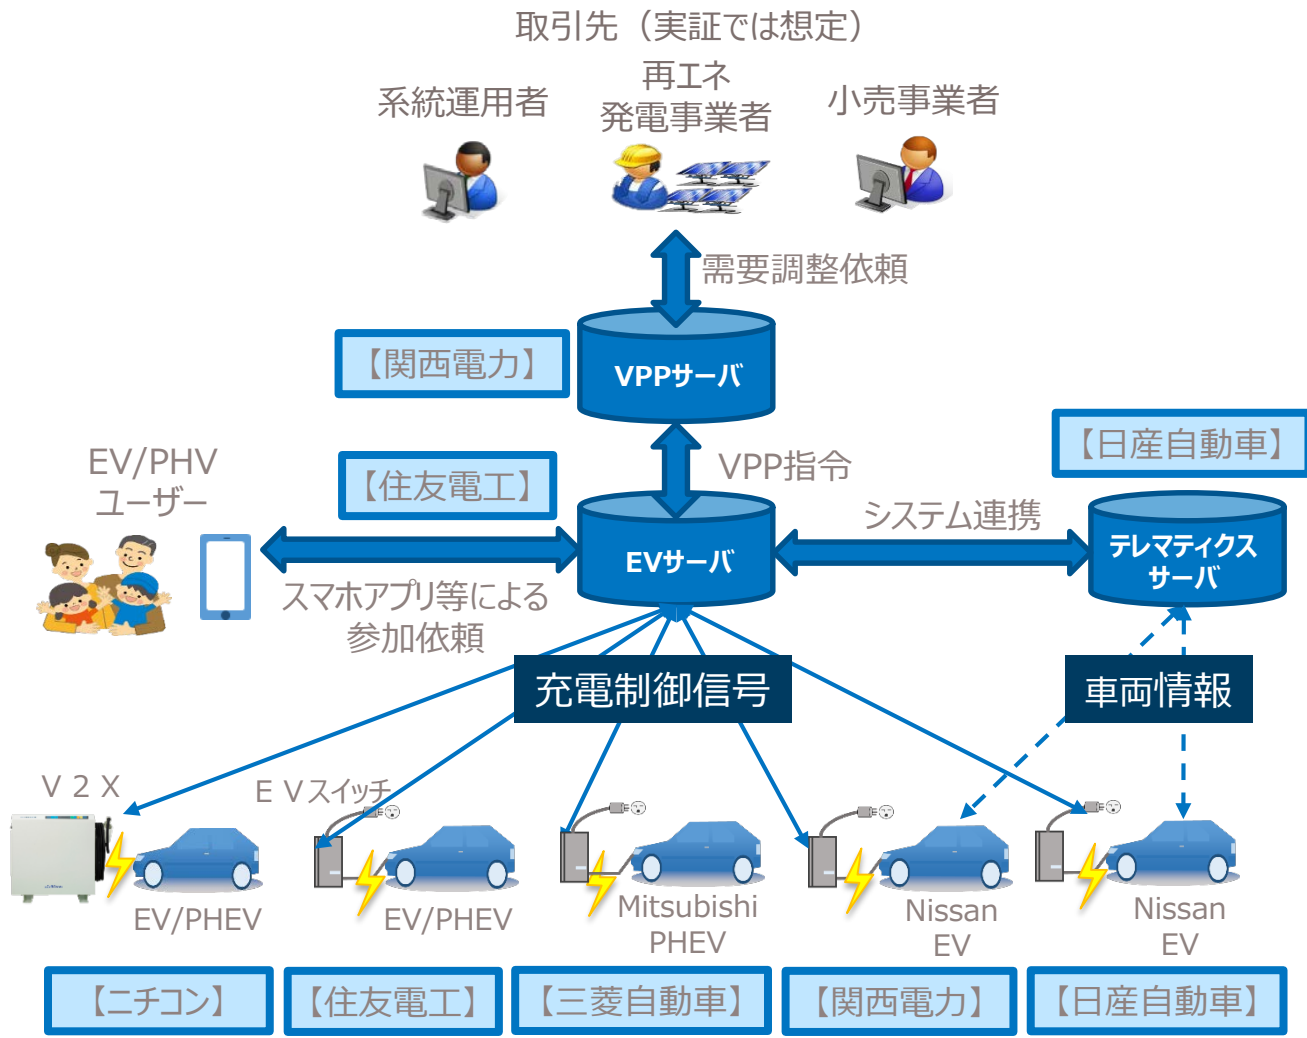 取引先（実証では想定）
系統運用者
再エネ
発電事業者
小売事業者
需要調整依頼
【関西電力】
VPPサーバ
【日産自動車】
EV/PHV
ユーザー
【住友電工】
VPP指令
システム連携
EVサーバ
テレマティクス
サーバ
スマホアプリ等による
参加依頼
充電制御信号
車両情報
V２X
EVスイッチ
EV/PHEV
EV/PHEV
Mitsubishi
PHEV
Nissan
EV
Nissan
EV
【ニチコン】
【住友電工】
【三菱自動車】
【関西電力】
【日産自動車】